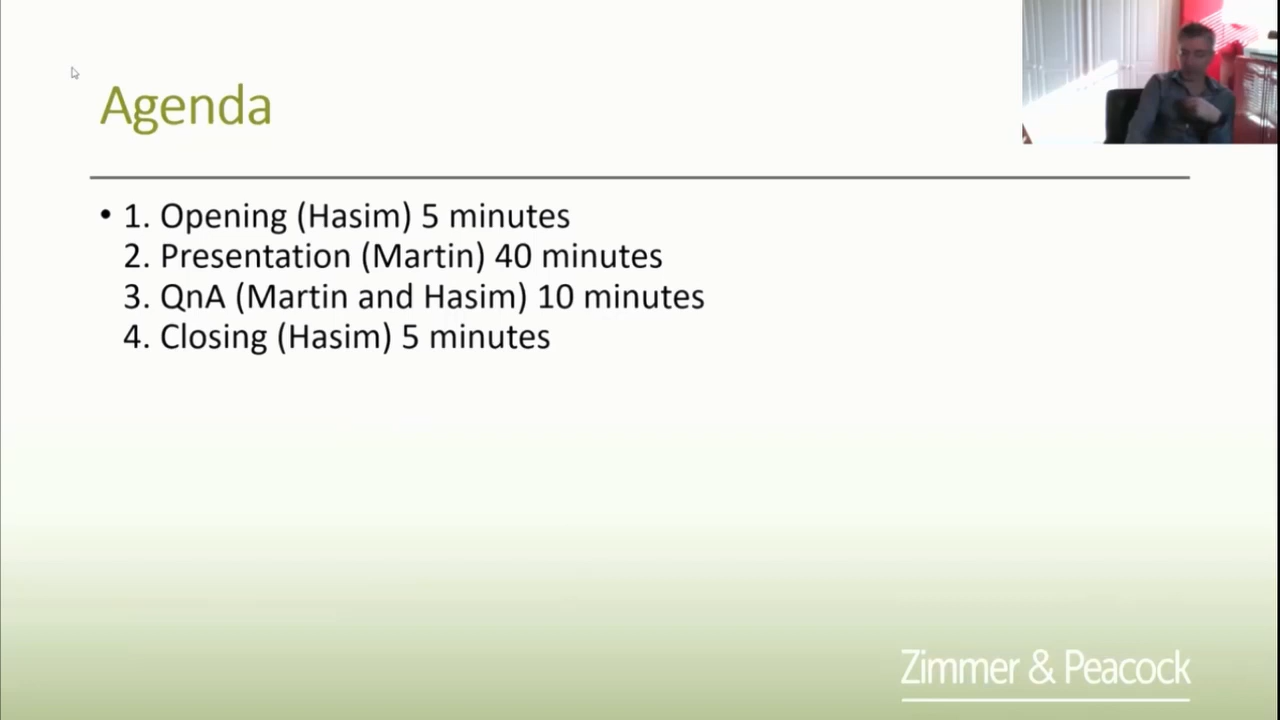 Agenda
• 1. Opening (Hasim) 5 minutes
2. Presentation (Martin) 40 minutes
3. QnA (Martin and Hasim) 10 minutes
4. Closing (Hasim) 5 minutes
Zimmer & Peacock